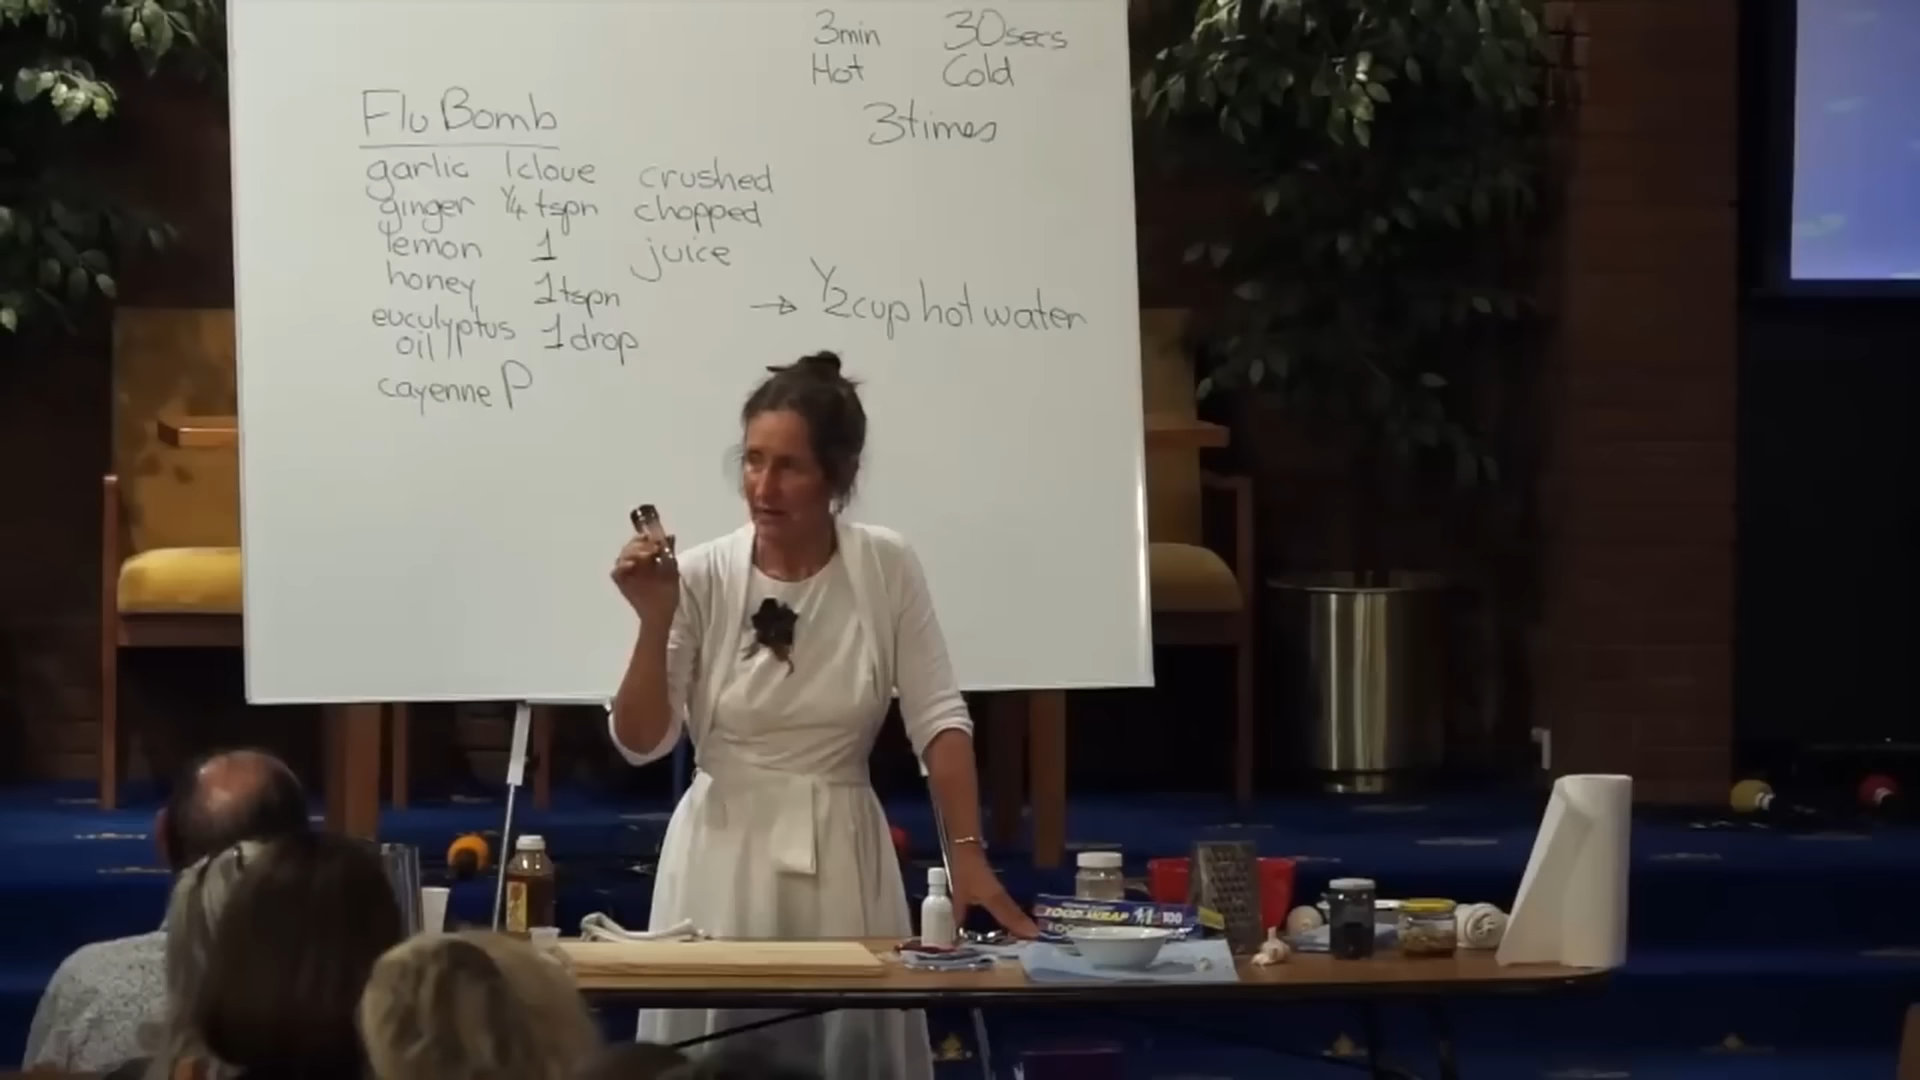 3min 30secs
Hot Cold
3times
Flu Bomb
garlic 1clove crushed
ginger 1/4 tspn chopped
lemon 1 juice
honey 1tspn
euculyptus 1drop
oil
cayenne P
→ 1/2cup hot water
FOOD WRAP 100